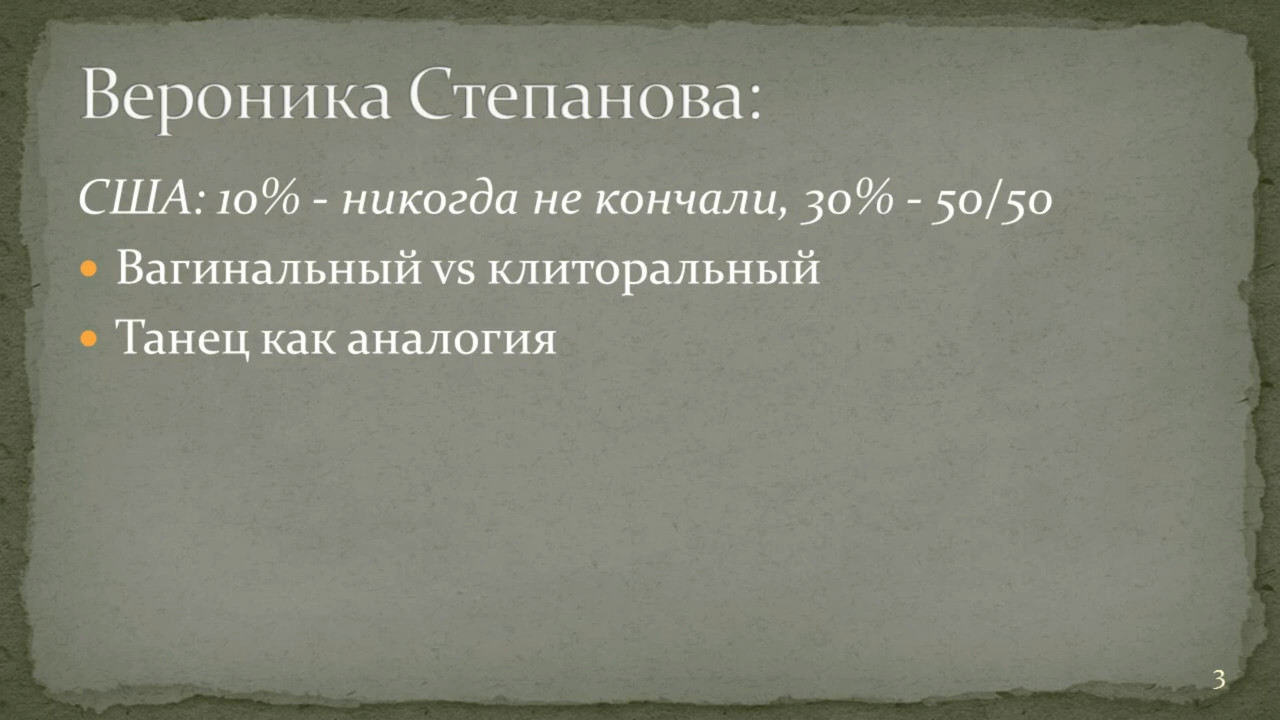 Вероника Степанова:
США: 10% - никогда не кончали, 30% - 50/50
• Вагинальный vs клиторальный
• Танец как аналогия
3